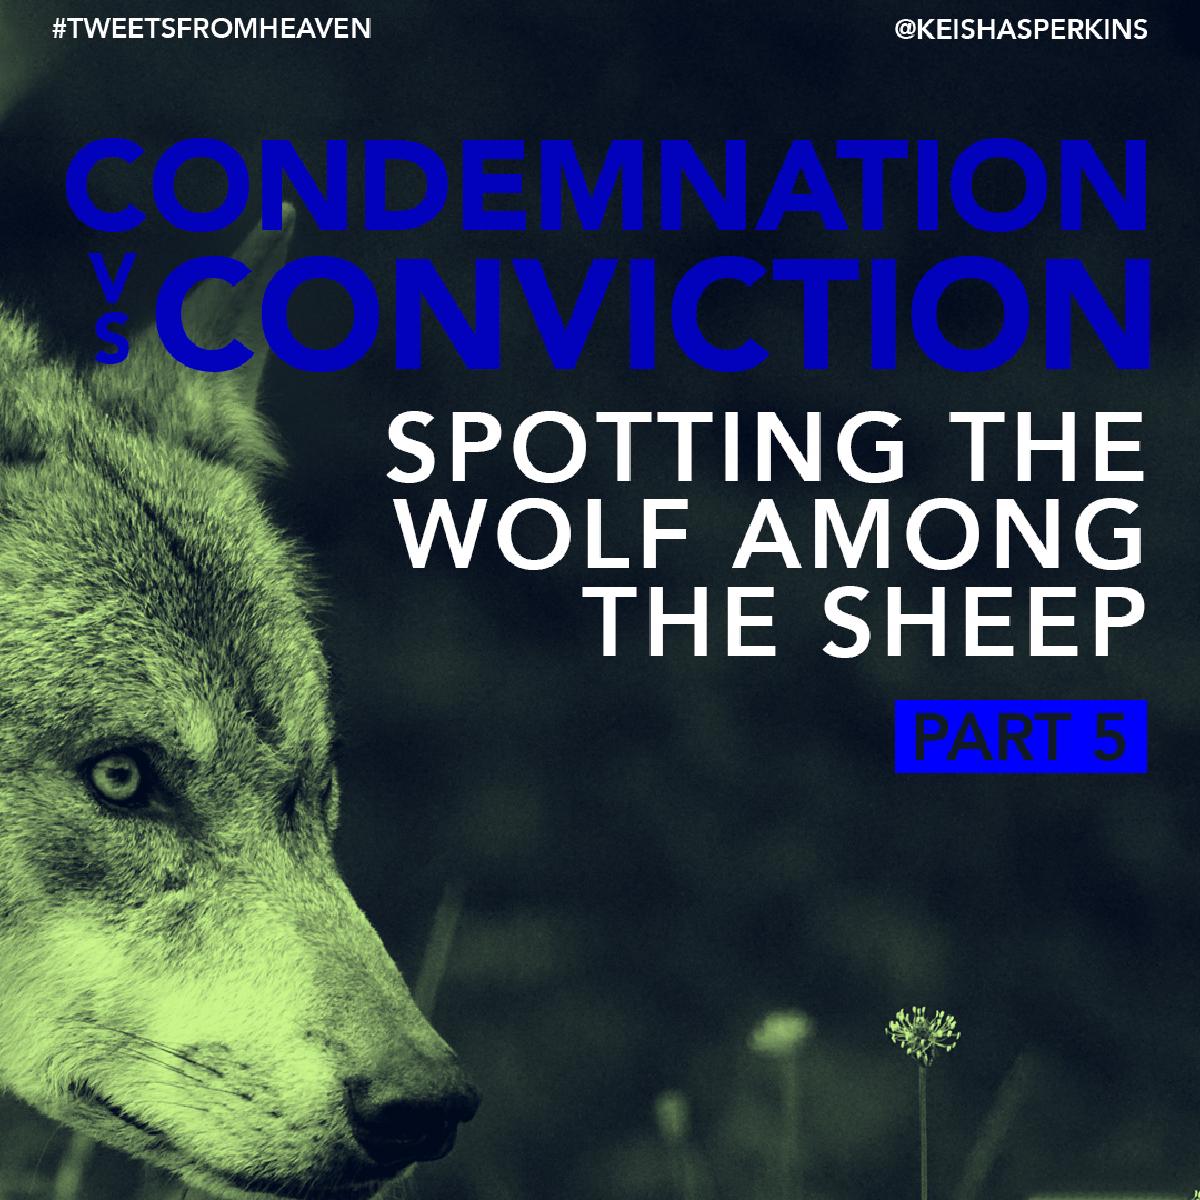 #TWEETSFROMHEAVEN
@KEISHASPERKINS
CONDEMNATION
VS CONVICTION
SPOTTING THE
WOLF AMONG
THE SHEEP
PART 5